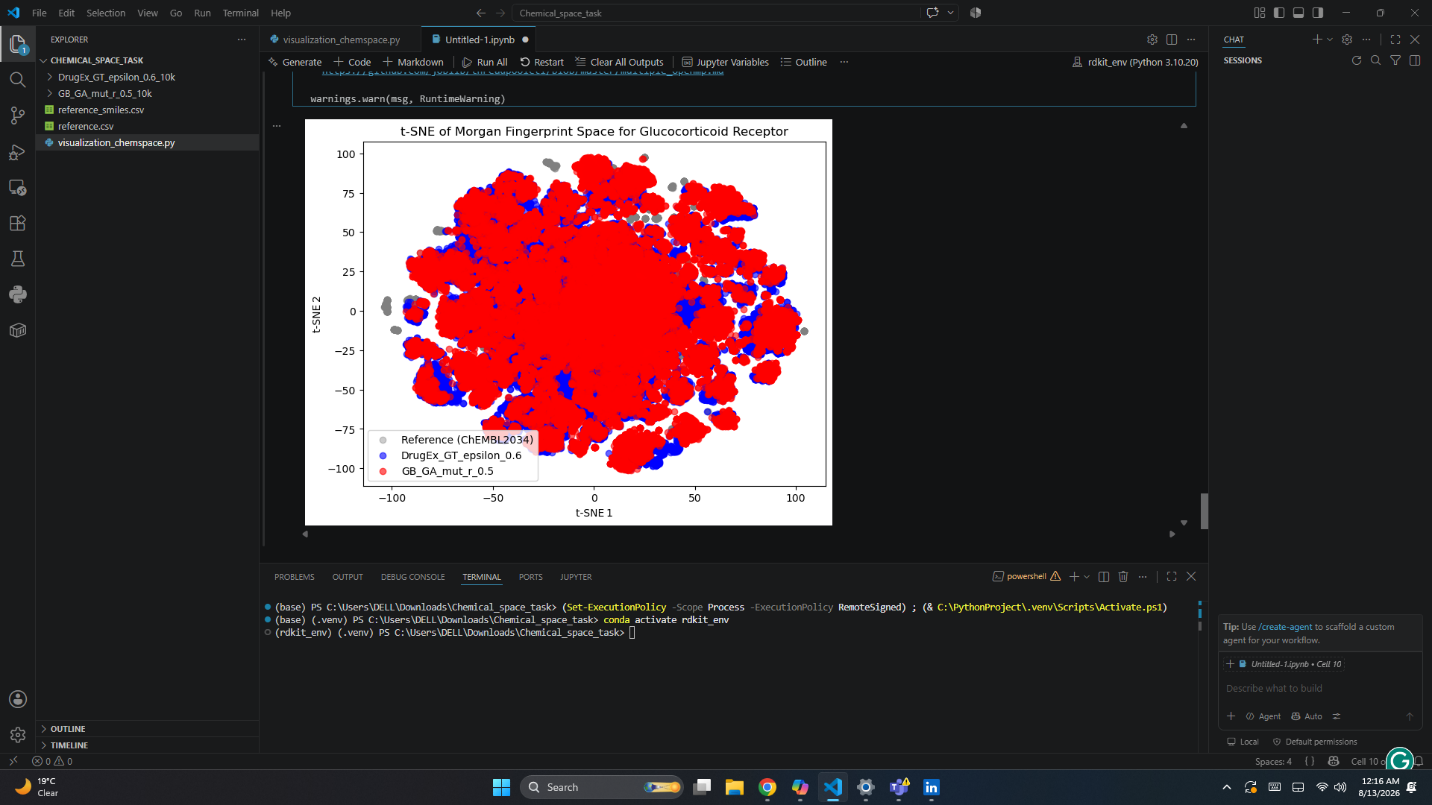 File Edit Selection View Go Run Terminal Help
Chemical_space_task
EXPLORER
CHEMICAL_SPACE_TASK
DrugEx_GT_epsilon_0.6_10k
GB_GA_mut_r_0.5_10k
reference_smiles.csv
reference.csv
visualization_chemspace.py
OUTLINE
TIMELINE
visualization_chemspace.py
Untitled-1.ipynb
Generate + Code + Markdown Run All Restart Clear All Outputs Jupyter Variables Outline ...
rdkit_env (Python 3.10.20)
warnings.warn(msg, RuntimeWarning)
t-SNE of Morgan Fingerprint Space for Glucocorticoid Receptor
100
75
50
25
0
−25
−50
−75
−100
t-SNE 2
Reference (ChEMBL2034)
DrugEx_GT_epsilon_0.6
GB_GA_mut_r_0.5
−100 −50 0 50 100
t-SNE 1
PROBLEMS OUTPUT DEBUG CONSOLE TERMINAL PORTS JUPYTER
powershell
(base) PS C:\Users\DELL\Downloads\Chemical_space_task> (Set-ExecutionPolicy -Scope Process -ExecutionPolicy RemoteSigned) ; (& C:\PythonProject\.venv\Scripts\Activate.ps1)
(base) (.venv) PS C:\Users\DELL\Downloads\Chemical_space_task> conda activate rdkit_env
(rdkit_env) (.venv) PS C:\Users\DELL\Downloads\Chemical_space_task>
CHAT
SESSIONS
Tip: Use /create-agent to scaffold a custom
agent for your workflow.
Untitled-1.ipynb • Cell 10
Describe what to build
Agent Auto
Local Default permissions
0 0
Spaces: 4 { } Cell 10
1
19°C
Clear
Search
12:16 AM
8/13/2026